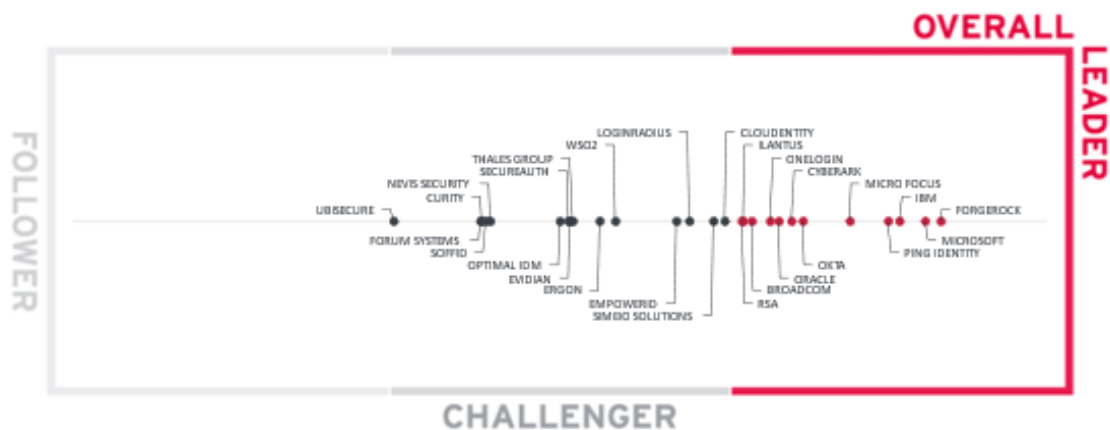 OVERALL
LEADER
FOLLOWER
LOGINRADIUS
CLOUDENTITY
WSO2
ILANTUS
THALES GROUP
ONELOGIN
SECUREAUTH
CYBERARK
NEVIS SECURITY
MICRO FOCUS
CURITY
IBM
UBISECURE
FORGEROCK
FORUM SYSTEMS
MICROSOFT
SOFFID
PING IDENTITY
OPTIMAL IDM
OKTA
EVIDIAN
ORACLE
ERGON
BROADCOM
EMPOWERID
RSA
SIMEIO SOLUTIONS
CHALLENGER